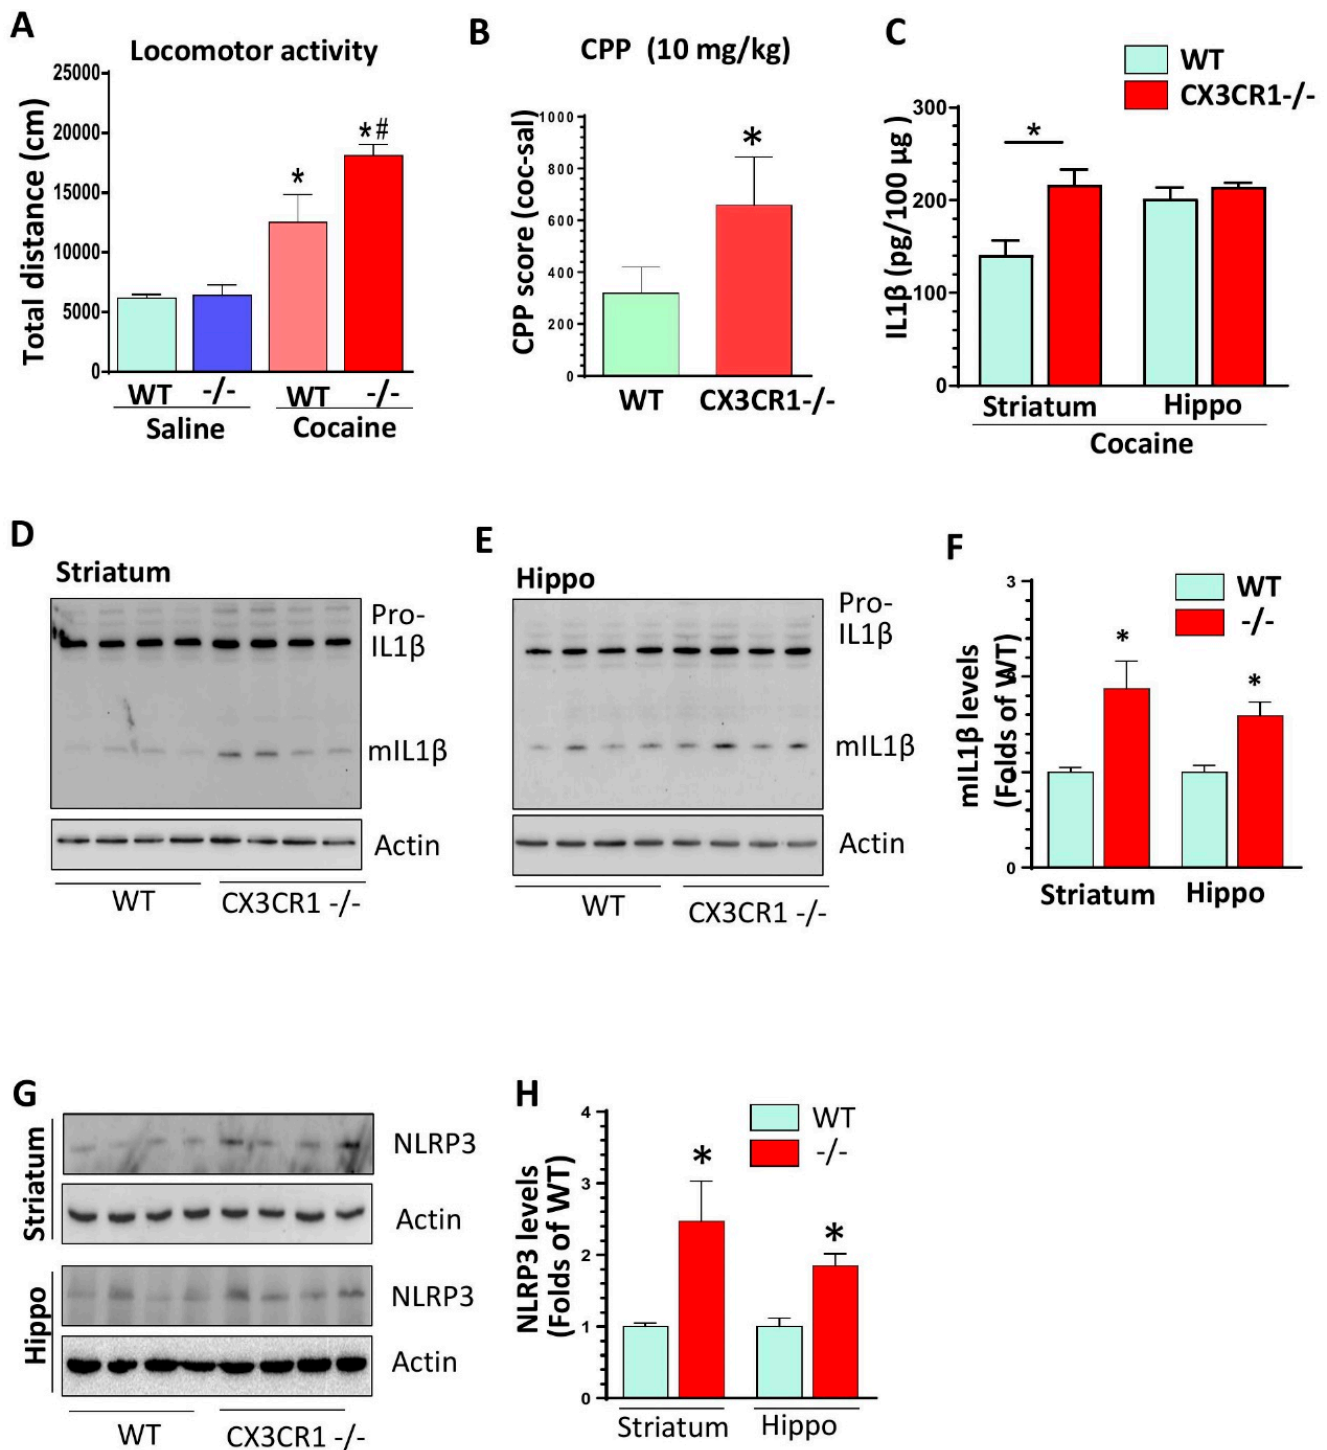 A
Locomotor activity
Total distance (cm)
25000
20000
15000
10000
5000
0
*
*#
WT
-/-
WT
-/-
Saline
Cocaine
B
CPP (10 mg/kg)
CPP score (coc-sal)
1000
800
600
400
200
0
*
WT
CX3CR1-/-
C
WT
CX3CR1-/-
IL1β (pg/100 µg )
300
200
100
0
*
Striatum
Hippo
Cocaine
D
Striatum
Pro-
IL1β
mIL1β
Actin
WT
CX3CR1 -/-
E
Hippo
Pro-
IL1β
mIL1β
Actin
WT
CX3CR1 -/-
F
WT
-/-
mIL1β levels
(Folds of WT)
3
0
*
*
Striatum
Hippo
G
Striatum
NLRP3
Actin
Hippo
NLRP3
Actin
WT
CX3CR1 -/-
H
WT
-/-
NLRP3 levels
(Folds of WT)
4
3
2
1
0
*
*
Striatum
Hippo